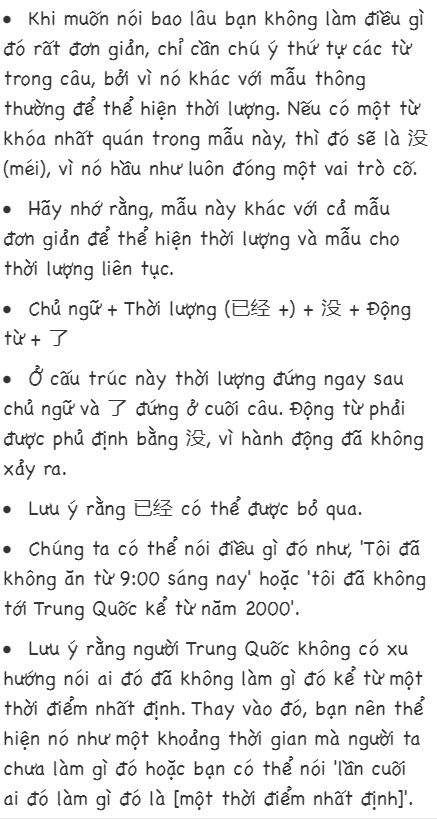 • Khi muốn nói bao lâu bạn không làm điều gì
đó rất đơn giản, chỉ cần chú ý thứ tự các từ
trong câu, bởi vì nó khác với mẫu thông
thường để thể hiện thời lượng. Nếu có một từ
khóa nhất quán trong mẫu này, thì đó sẽ là 没
(méi), vì nó hầu như luôn đóng một vai trò cố.
• Hãy nhớ rằng, mẫu này khác với cả mẫu
đơn giản để thể hiện thời lượng và mẫu cho
thời lượng liên tục.
• Chủ ngữ + Thời lượng (已经 +) + 没 + Động
từ + 了
• Ở cấu trúc này thời lượng đứng ngay sau
chủ ngữ và 了 đứng ở cuối câu. Động từ phải
được phủ định bằng 没, vì hành động đã không
xảy ra.
• Lưu ý rằng 已经 có thể được bỏ qua.
• Chúng ta có thể nói điều gì đó như, 'Tôi đã
không ăn từ 9:00 sáng nay' hoặc 'tôi đã không
tới Trung Quốc kể từ năm 2000'.
• Lưu ý rằng người Trung Quốc không có xu
hướng nói ai đó đã không làm gì đó kể từ một
thời điểm nhất định. Thay vào đó, bạn nên thể
hiện nó như một khoảng thời gian mà người ta
chưa làm gì đó hoặc bạn có thể nói 'lần cuối
ai đó làm gì đó là [một thời điểm nhất định]'.